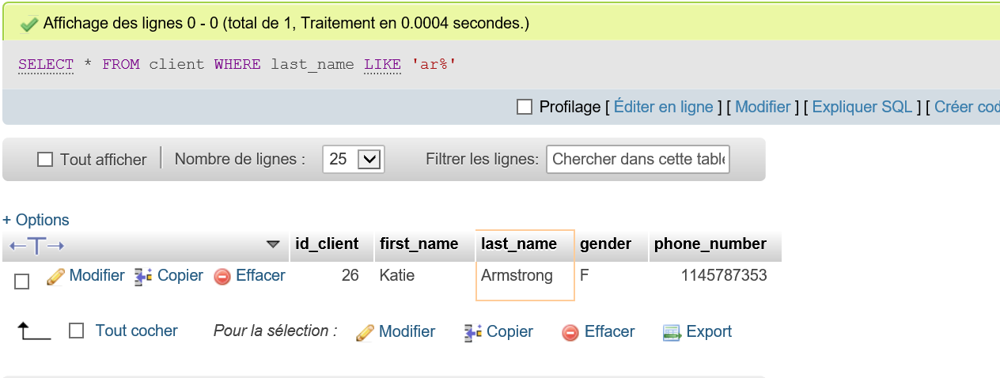 Affichage des lignes 0 - 0 (total de 1, Traitement en 0.0004 secondes.)
SELECT * FROM client WHERE last_name LIKE 'ar%'
Profilage [ Éditer en ligne ] [ Modifier ] [ Expliquer SQL ] [ Créer cod
Tout afficher Nombre de lignes : 25 Filtrer les lignes: Chercher dans cette table
+ Options
id_client first_name last_name gender phone_number
Modifier Copier Effacer 26 Katie Armstrong F 1145787353
Tout cocher Pour la sélection : Modifier Copier Effacer Export